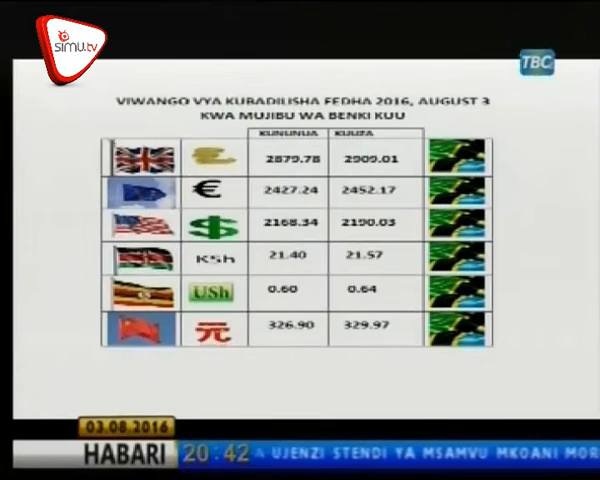 SiMU.tv
TBC
VIWANGO VYA KUBADILISHA FEDHA 2016, AUGUST 3
KWA MUJIBU WA BENKI KUU
KUNUNUA KUUZA
£ 2879.78 2909.01
€ 2427.24 2452.17
$ 2168.34 2190.03
KSh 21.40 21.57
USh 0.60 0.64
元 326.90 329.97
03.08.2016
HABARI 20:42 A UJENZI STENDI YA MSAMVU MKOANI MOR